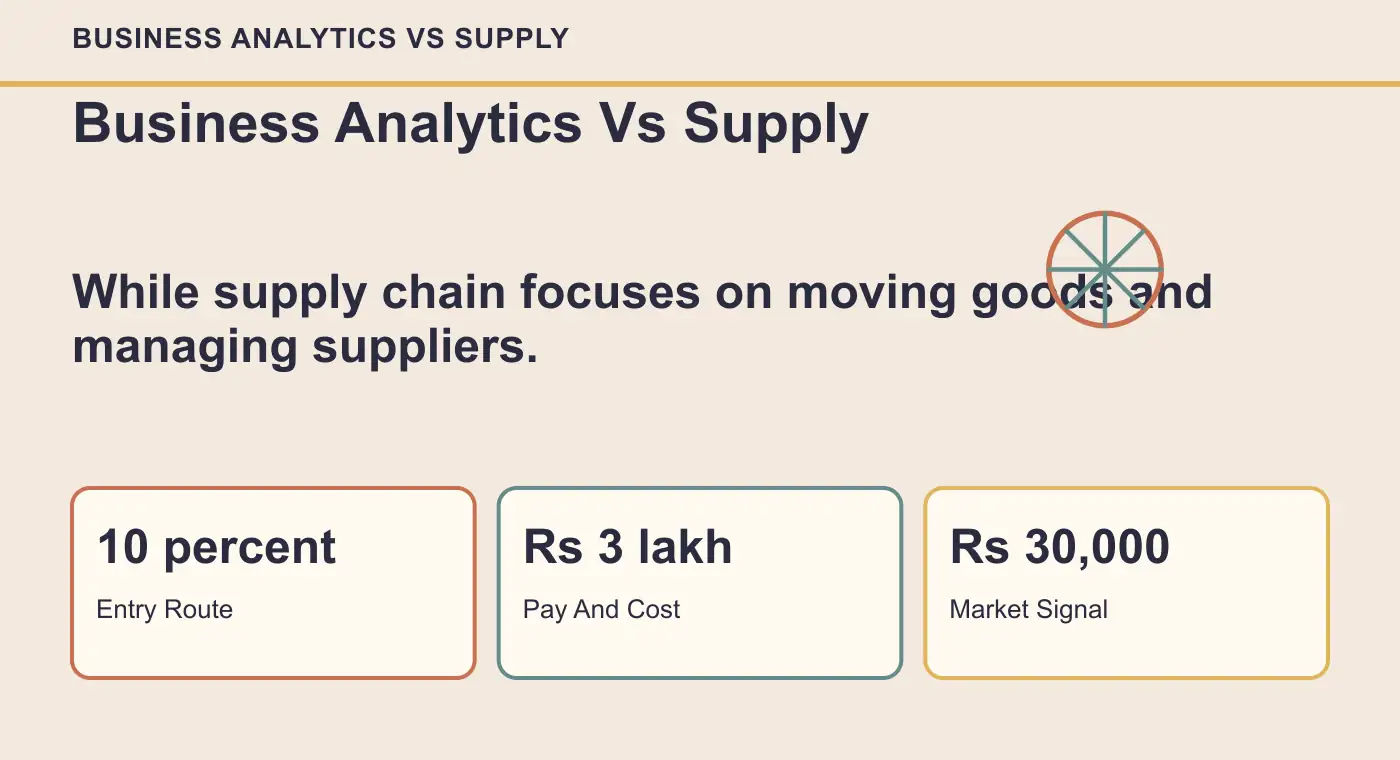 BUSINESS ANALYTICS VS SUPPLY
Business Analytics Vs Supply
While supply chain focuses on moving goods and
managing suppliers.
10 percent
Entry Route
Rs 3 lakh
Pay And Cost
Rs 30,000
Market Signal